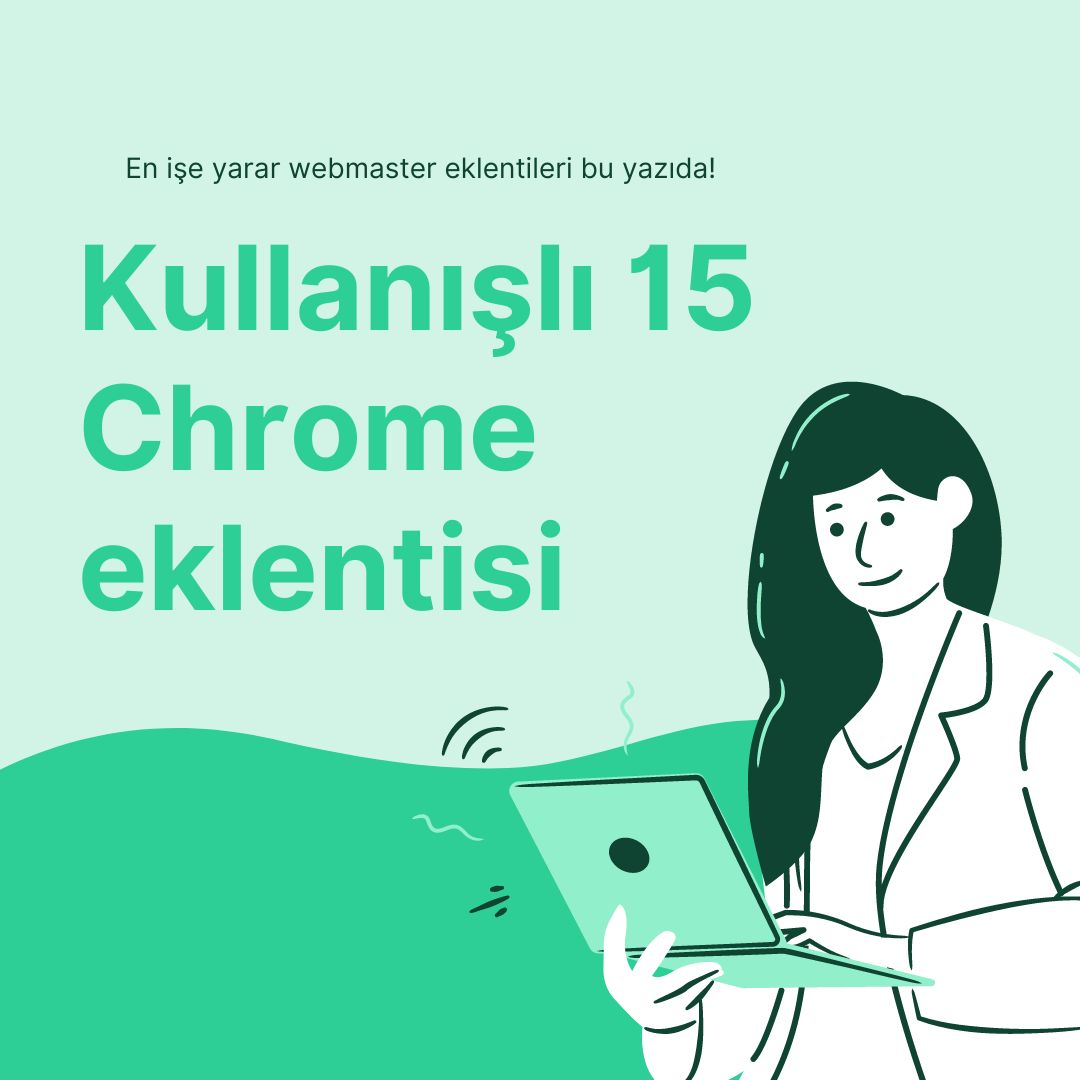 En işe yarar webmaster eklentileri bu yazıda!
Kullanışlı 15
Chrome
eklentisi